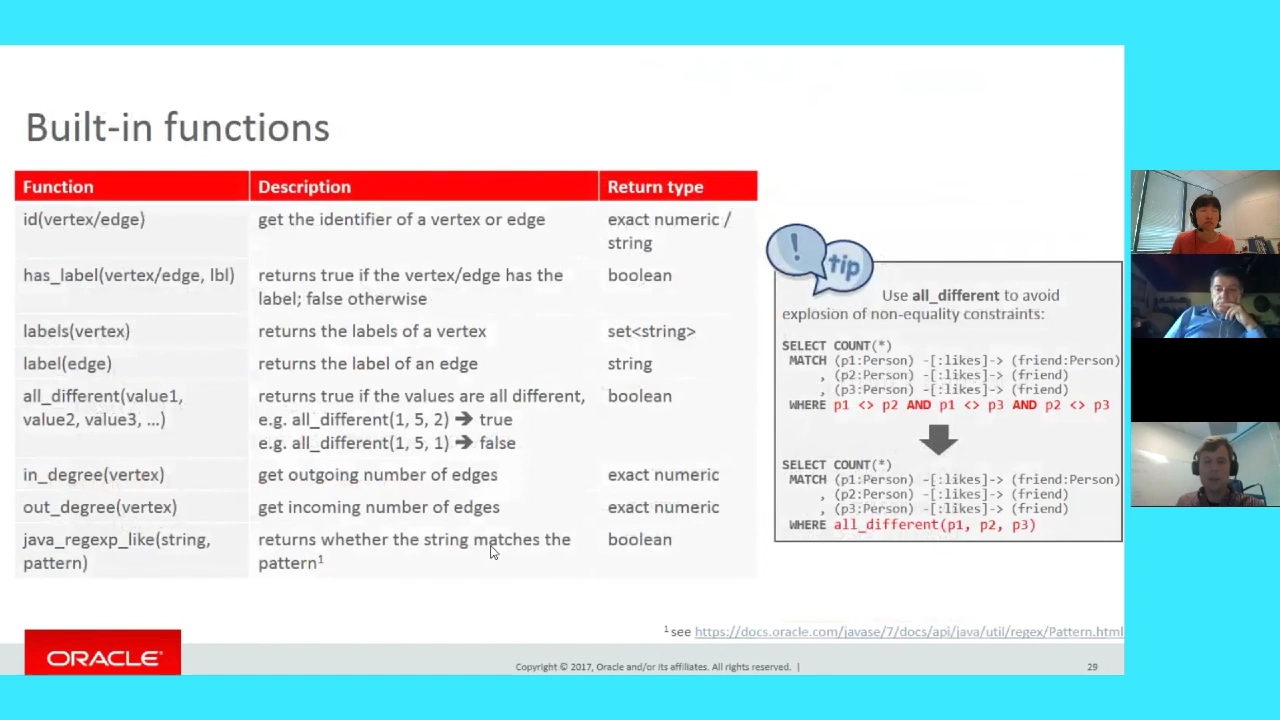 Built-in functions
Function Description Return type
id(vertex/edge) get the identifier of a vertex or edge exact numeric /
string
has_label(vertex/edge, lbl) returns true if the vertex/edge has the boolean
label; false otherwise
labels(vertex) returns the labels of a vertex set<string>
label(edge) returns the label of an edge string
all_different(value1, returns true if the values are all different, boolean
value2, value3, ...) e.g. all_different(1, 5, 2) → true
e.g. all_different(1, 5, 1) → false
in_degree(vertex) get outgoing number of edges exact numeric
out_degree(vertex) get incoming number of edges exact numeric
java_regexp_like(string, returns whether the string matches the boolean
pattern) pattern¹
! tip
Use all_different to avoid
explosion of non-equality constraints:
SELECT COUNT(*)
MATCH (p1:Person) -[:likes]-> (friend:Person)
, (p2:Person) -[:likes]-> (friend)
, (p3:Person) -[:likes]-> (friend)
WHERE p1 <> p2 AND p1 <> p3 AND p2 <> p3
SELECT COUNT(*)
MATCH (p1:Person) -[:likes]-> (friend:Person)
, (p2:Person) -[:likes]-> (friend)
, (p3:Person) -[:likes]-> (friend)
WHERE all_different(p1, p2, p3)
¹ see https://docs.oracle.com/javase/7/docs/api/java/util/regex/Pattern.html
ORACLE®
Copyright © 2017, Oracle and/or its affiliates. All rights reserved. |
29